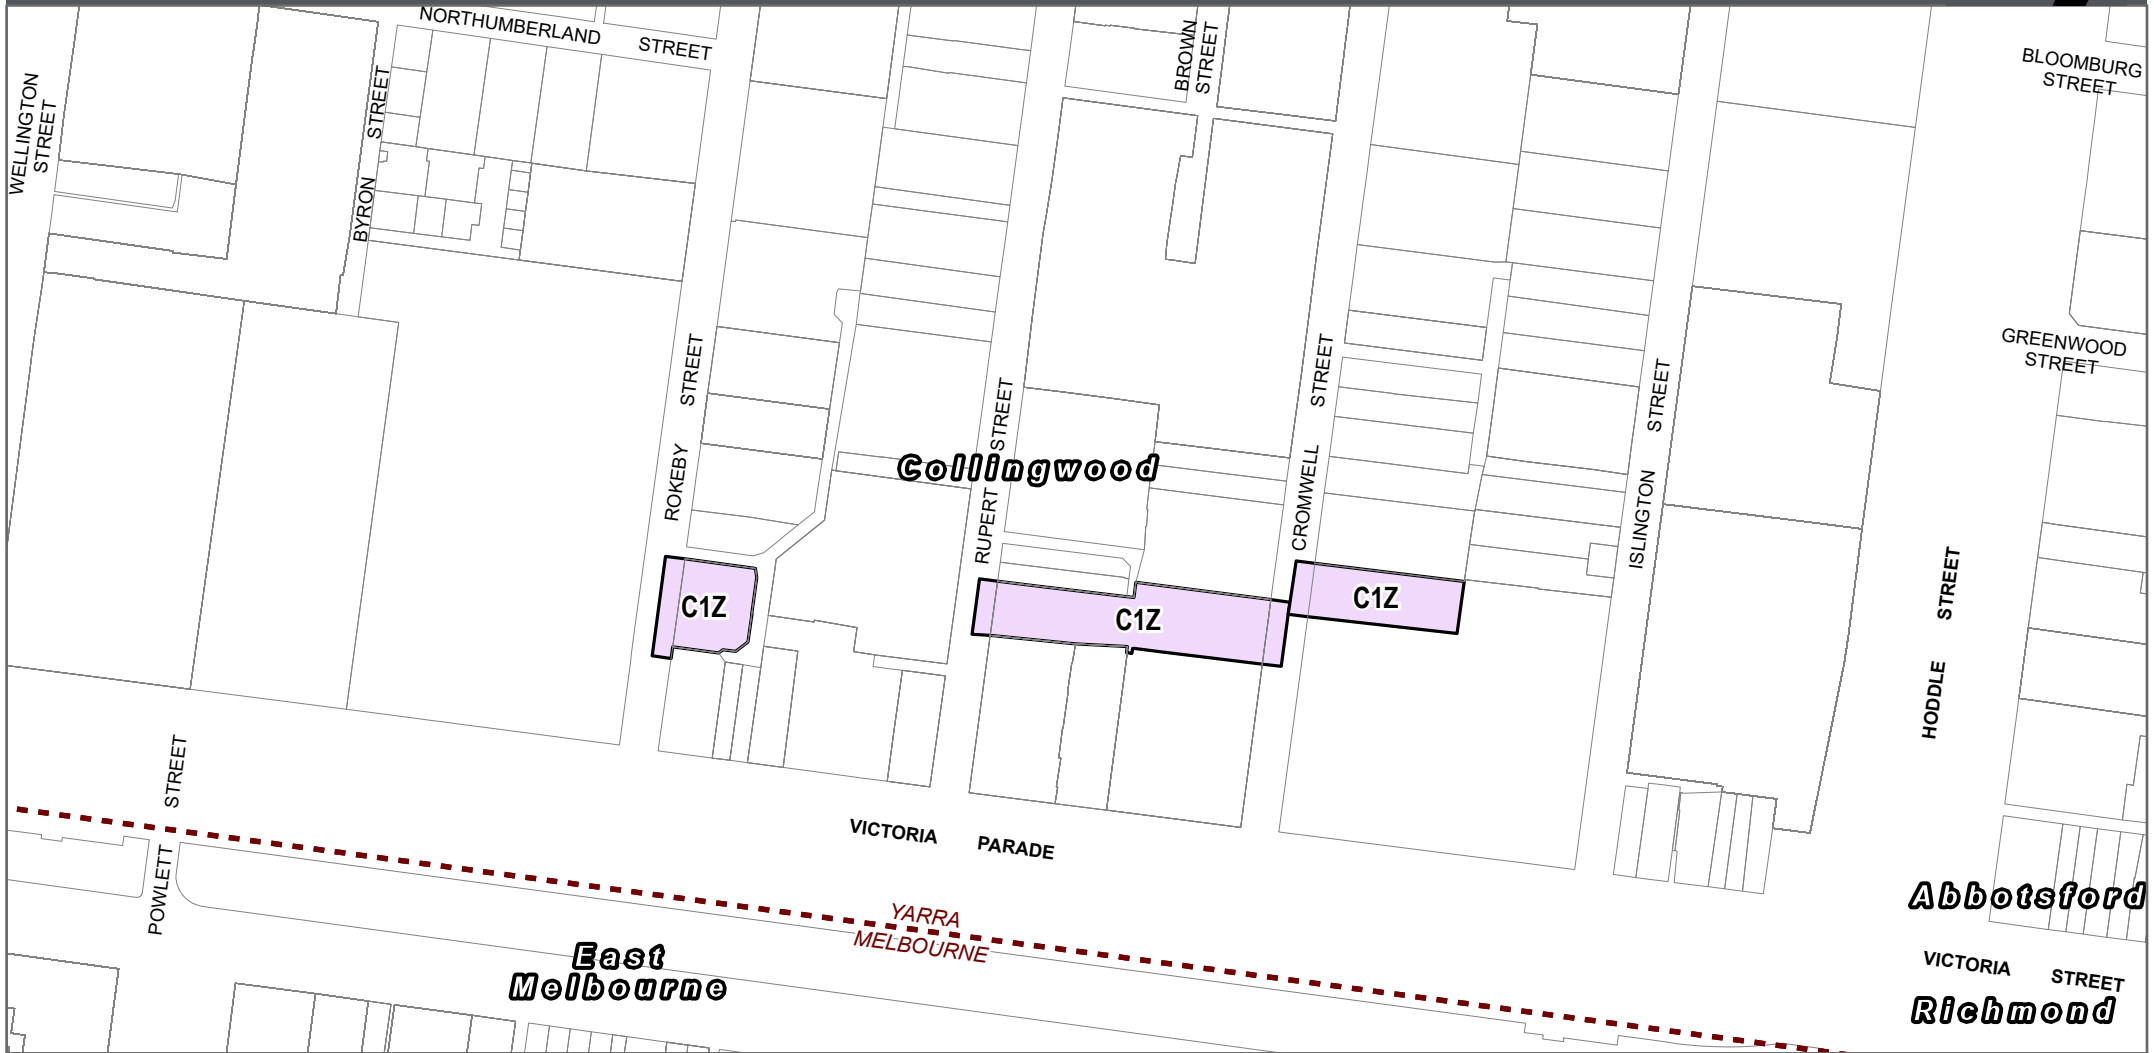 NORTHUMBERLAND STREET
BROWN
STREET
BLOOMBURG
STREET
WELLINGTON
STREET
BYRON STREET
GREENWOOD
STREET
ROKEBY STREET
RUPERT STREET
Collingwood
CROMWELL STREET
ISLINGTON STREET
HODDLE STREET
C1Z
C1Z
C1Z
POWLETT STREET
VICTORIA PARADE
YARRA
MELBOURNE
East
Melbourne
Abbotsford
VICTORIA STREET
Richmond